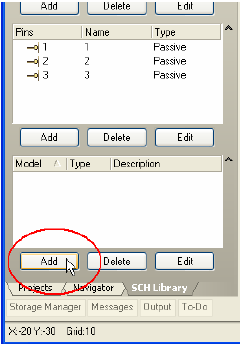 Add Delete Edit
Pins Name Type
1 1 Passive
2 2 Passive
3 3 Passive
Add Delete Edit
Model Type Description
Add Delete Edit
Projects Navigator SCH Library
Storage Manager Messages Output To-Do
X:-20 Y:-30 Grid:10